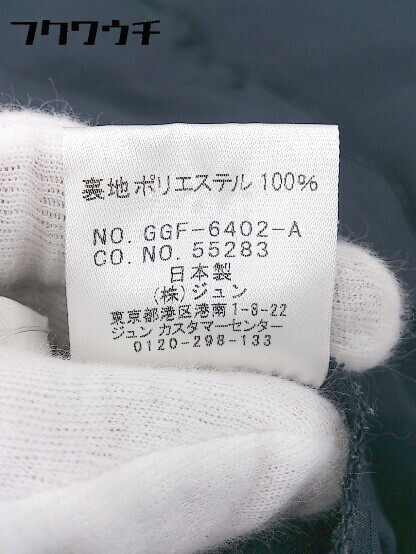 フクワウチ
裏地ポリエステル 100%
NO. GGF-6402-A
CO. NO. 55283
日本製
(株)ジュン
東京都港区港南1-8-22
ジュン カスタマーセンター
0120-298-133